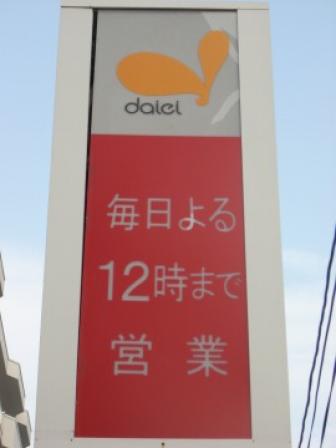 daiei
毎日よる
12時まで
営業